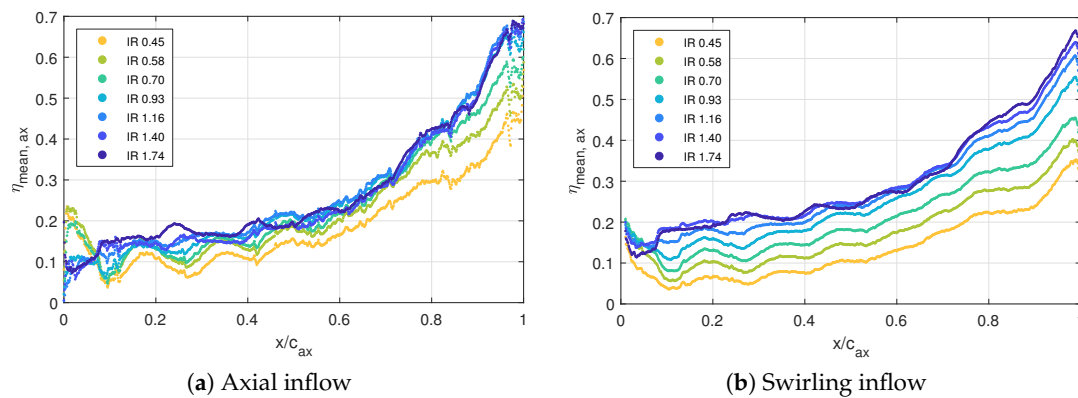 0.7
0.6
0.5
0.4
0.3
0.2
0.1
0
η_mean, ax
IR 0.45
IR 0.58
IR 0.70
IR 0.93
IR 1.16
IR 1.40
IR 1.74
0 0.2 0.4 0.6 0.8 1
x/c_ax
(a) Axial inflow
0.7
0.6
0.5
0.4
0.3
0.2
0.1
0
η_mean, ax
IR 0.45
IR 0.58
IR 0.70
IR 0.93
IR 1.16
IR 1.40
IR 1.74
0 0.2 0.4 0.6 0.8 1
x/c_ax
(b) Swirling inflow